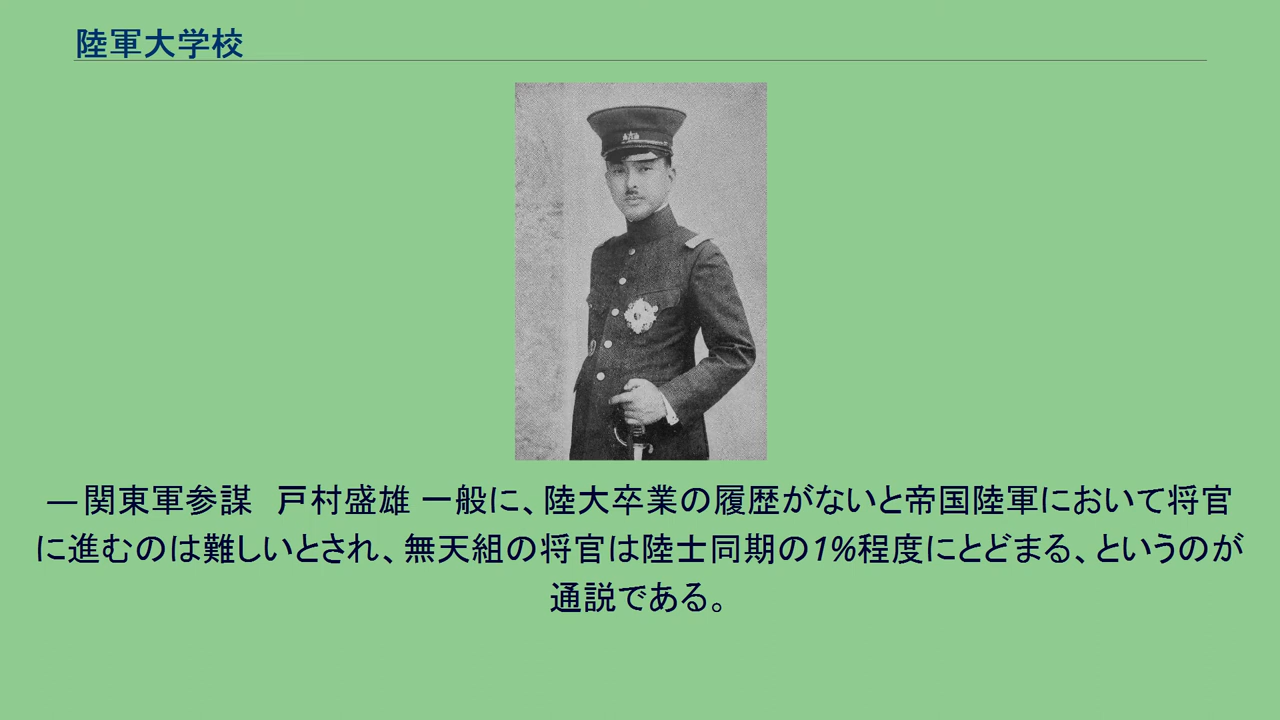 陸軍大学校
—関東軍参謀　戸村盛雄 一般に、陸大卒業の履歴がないと帝国陸軍において将官
に進むのは難しいとされ、無天組の将官は陸士同期の1%程度にとどまる、というのが
通説である。